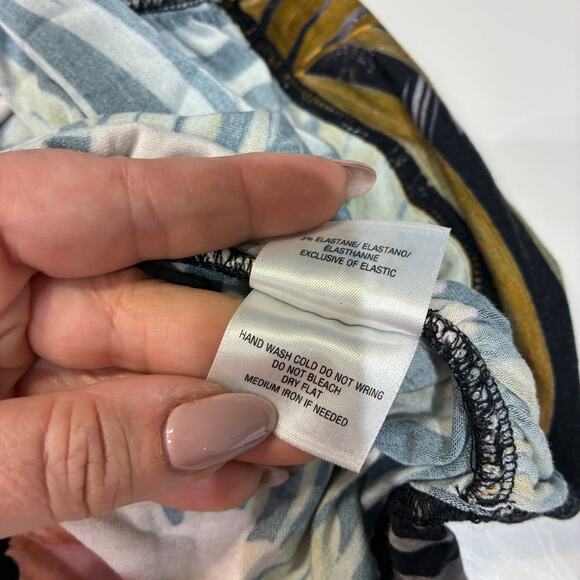 3% ELASTANE/ ELASTANO/
ÉLASTHANNE
EXCLUSIVE OF ELASTIC
HAND WASH COLD DO NOT WRING
DO NOT BLEACH
DRY FLAT
MEDIUM IRON IF NEEDED